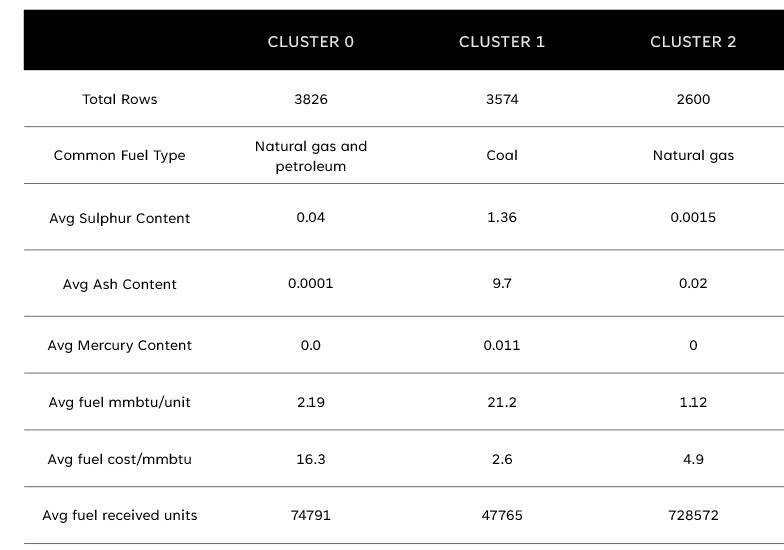 CLUSTER 0 CLUSTER 1 CLUSTER 2
Total Rows 3826 3574 2600
Common Fuel Type Natural gas and petroleum Coal Natural gas
Avg Sulphur Content 0.04 1.36 0.0015
Avg Ash Content 0.0001 9.7 0.02
Avg Mercury Content 0.0 0.011 0
Avg fuel mmbtu/unit 2.19 21.2 1.12
Avg fuel cost/mmbtu 16.3 2.6 4.9
Avg fuel received units 74791 47765 728572